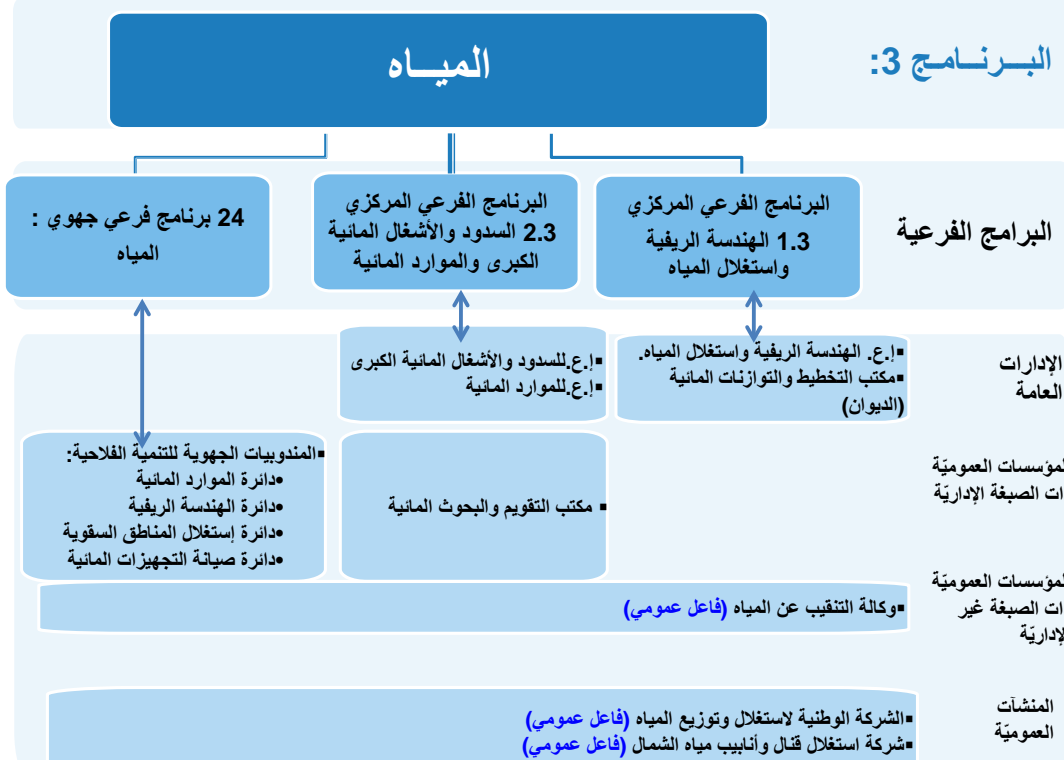 البـــرنـــامـج 3:
الميـــاه
البرامج الفرعية
البرنامج الفرعي المركزي
1.3 الهندسة الريفية
واستغلال المياه
البرنامج الفرعي المركزي
2.3 السدود والأشغال المائية
الكبرى والموارد المائية
24 برنامج فرعي جهوي :
المياه
الإدارات
العامة
▪إ.ع. الهندسة الريفية واستغلال المياه.
▪مكتب التخطيط والتوازنات المائية
(الديوان)
▪إ.ع.للسدود والأشغال المائية الكبرى
▪إ.ع.للموارد المائية
لمؤسسات العموميّة
ات الصبغة الإداريّة
▪ مكتب التقويم والبحوث المائية
▪المندوبيات الجهوية للتنمية الفلاحية:
•دائرة الموارد المائية
•دائرة الهندسة الريفية
•دائرة إستغلال المناطق السقوية
•دائرة صيانة التجهيزات المائية
لمؤسسات العموميّة
ات الصبغة غير
لإداريّة
▪وكالة التنقيب عن المياه (فاعل عمومي)
المنشآت
العموميّة
▪الشركة الوطنية لاستغلال وتوزيع المياه (فاعل عمومي)
▪شركة استغلال قنال وأنابيب مياه الشمال (فاعل عمومي)